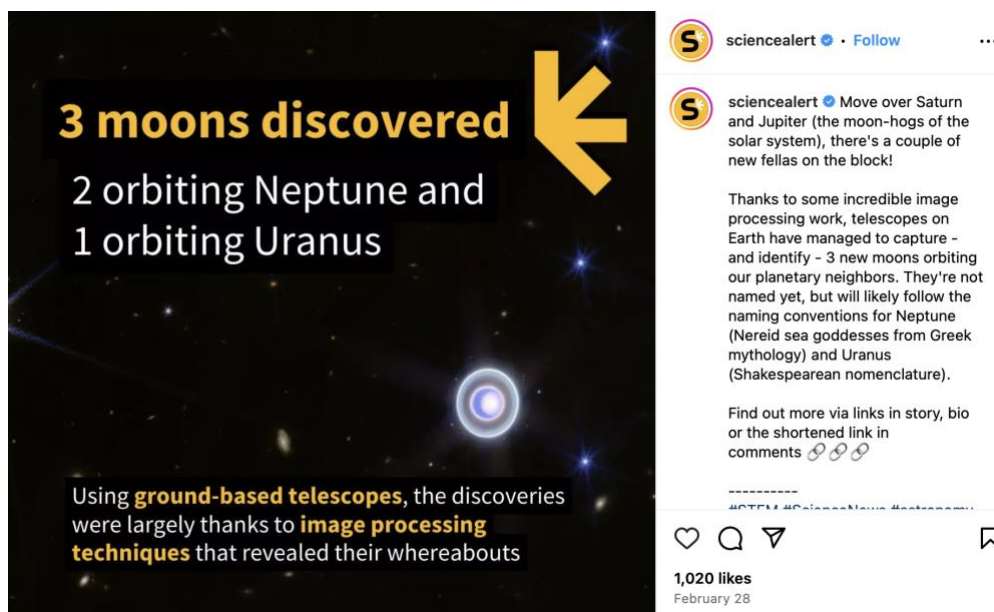 3 moons discovered
2 orbiting Neptune and
1 orbiting Uranus
Using ground-based telescopes, the discoveries
were largely thanks to image processing
techniques that revealed their whereabouts
S
sciencealert • Follow
S
sciencealert Move over Saturn
and Jupiter (the moon-hogs of the
solar system), there's a couple of
new fellas on the block!
Thanks to some incredible image
processing work, telescopes on
Earth have managed to capture -
and identify - 3 new moons orbiting
our planetary neighbors. They're not
named yet, but will likely follow the
naming conventions for Neptune
(Nereid sea goddesses from Greek
mythology) and Uranus
(Shakespearean nomenclature).
Find out more via links in story, bio
or the shortened link in
comments 🔗🔗🔗
----------
#STEM #ScienceNews #astronomy
1,020 likes
February 28